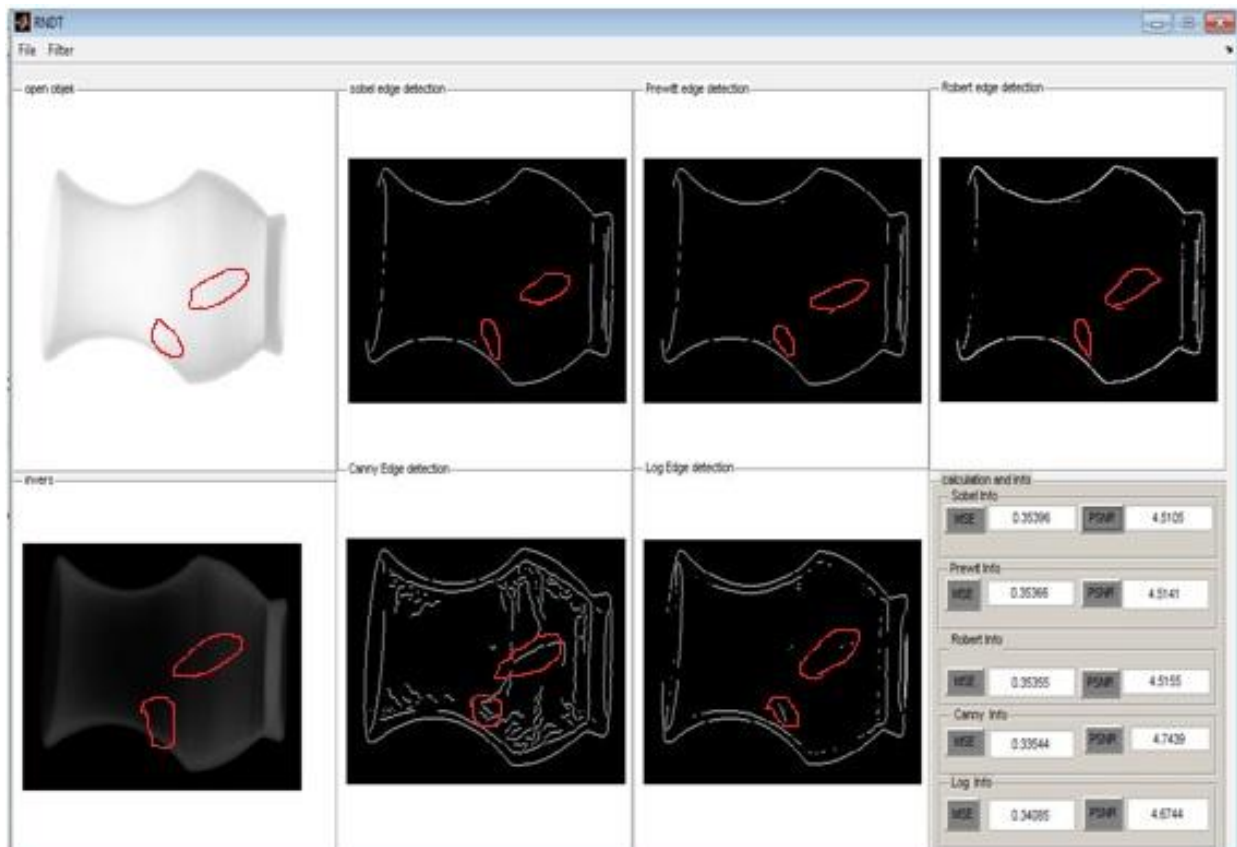 RNDT
File Filter
open objek
sobel edge detection
Prewitt edge detection
Robert edge detection
invers
Canny Edge detection
Log Edge detection
calculation and info
Sobel Info
MSE 0.35396 PSNR 4.5105
Prewit Info
MSE 0.35366 PSNR 4.5141
Robert Info
MSE 0.35355 PSNR 4.5155
Canny Info
MSE 0.33544 PSNR 4.7439
Log Info
MSE 0.34085 PSNR 4.6744